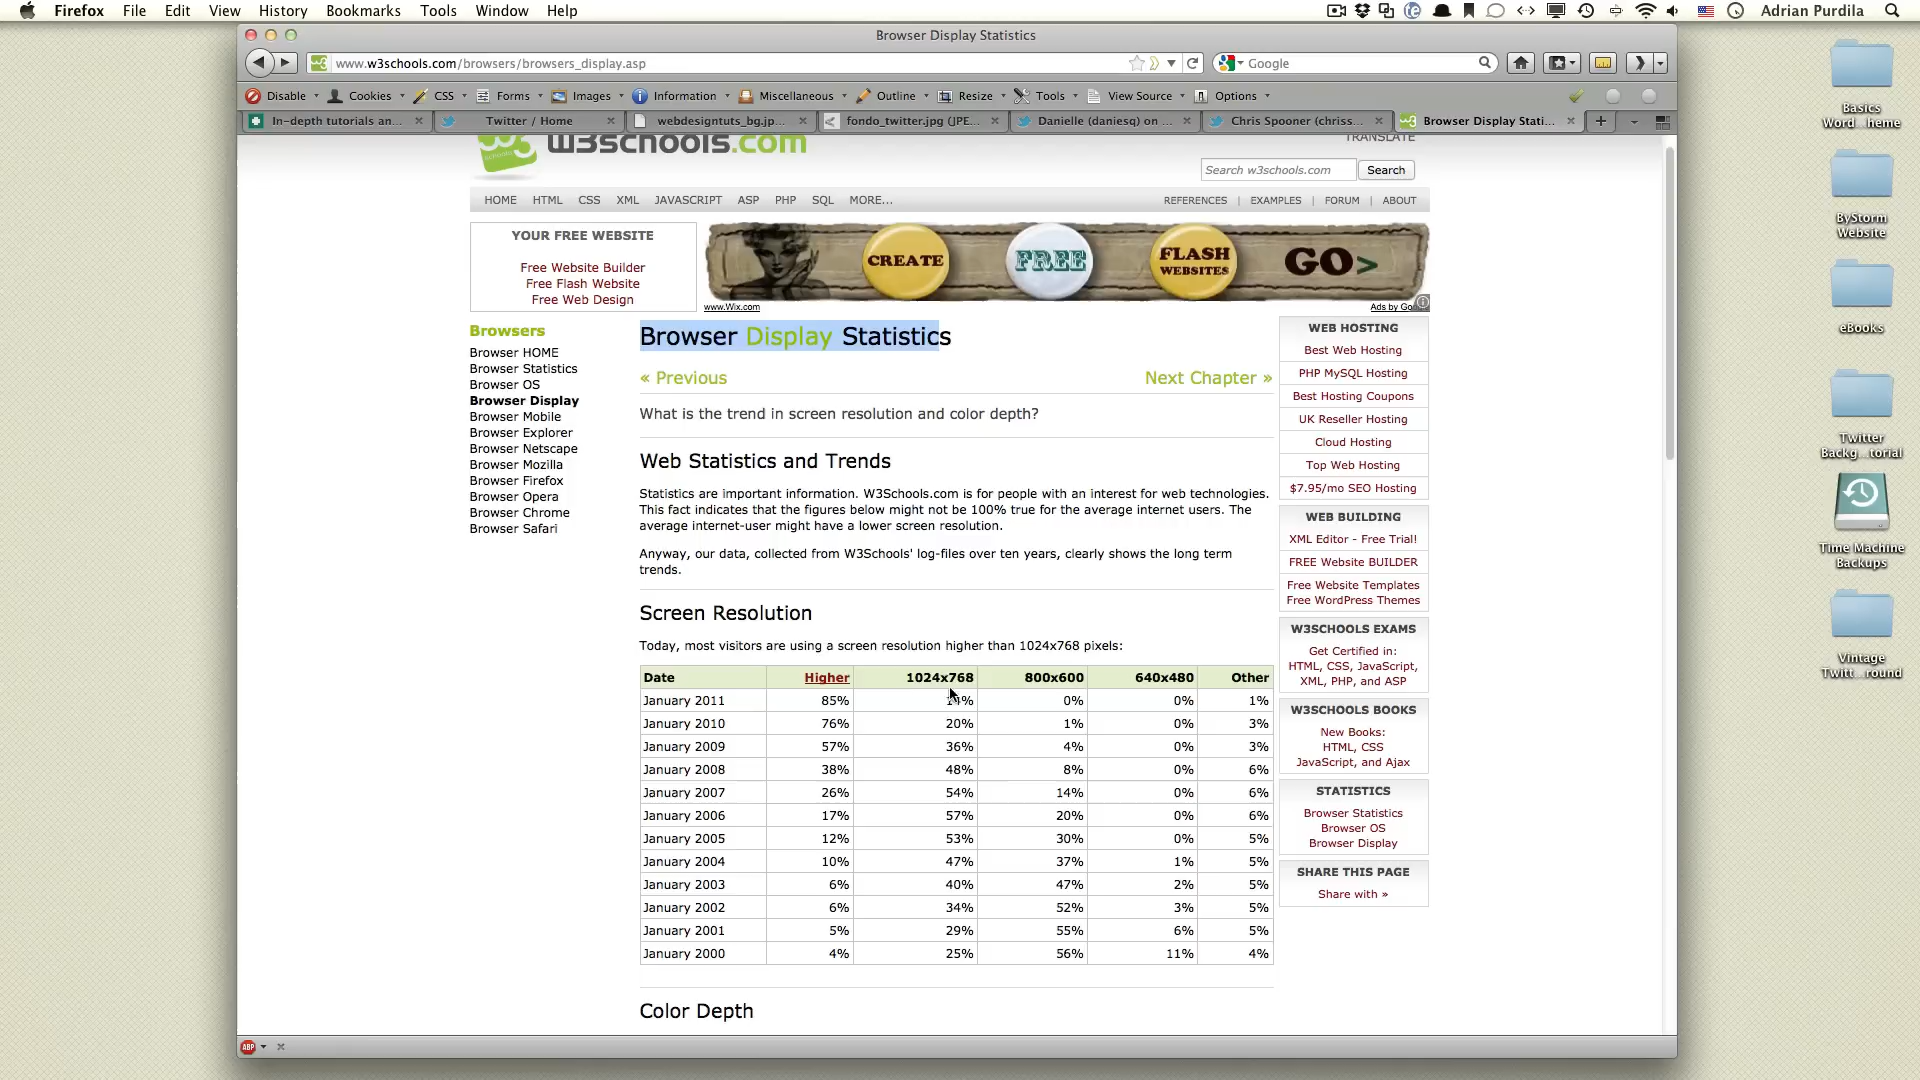 Firefox File Edit View History Bookmarks Tools Window Help Adrian Purdila
Browser Display Statistics
www.w3schools.com/browsers/browsers_display.asp Google
Disable Cookies CSS Forms Images Information Miscellaneous Outline Resize Tools View Source Options
In-depth tutorials an... Twitter / Home webdesigntuts_bg.jp... fondo_twitter.jpg (JPE... Danielle (daniesq) on ... Chris Spooner (chriss... Browser Display Stati...
w3schools.com
TRANSLATE
Search w3schools.com Search
HOME HTML CSS XML JAVASCRIPT ASP PHP SQL MORE... REFERENCES | EXAMPLES | FORUM | ABOUT
YOUR FREE WEBSITE
Free Website Builder
Free Flash Website
Free Web Design
CREATE FREE FLASH WEBSITES GO>
www.Wix.com Ads by Go
Browsers
Browser HOME
Browser Statistics
Browser OS
Browser Display
Browser Mobile
Browser Explorer
Browser Netscape
Browser Mozilla
Browser Firefox
Browser Opera
Browser Chrome
Browser Safari
Browser Display Statistics
« Previous Next Chapter »
What is the trend in screen resolution and color depth?
Web Statistics and Trends
Statistics are important information. W3Schools.com is for people with an interest for web technologies.
This fact indicates that the figures below might not be 100% true for the average internet users. The
average internet-user might have a lower screen resolution.
Anyway, our data, collected from W3Schools' log-files over ten years, clearly shows the long term
trends.
Screen Resolution
Today, most visitors are using a screen resolution higher than 1024x768 pixels:
Date Higher 1024x768 800x600 640x480 Other
January 2011 85% 0% 0% 1%
January 2010 76% 20% 1% 0% 3%
January 2009 57% 36% 4% 0% 3%
January 2008 38% 48% 8% 0% 6%
January 2007 26% 54% 14% 0% 6%
January 2006 17% 57% 20% 0% 6%
January 2005 12% 53% 30% 0% 5%
January 2004 10% 47% 37% 1% 5%
January 2003 6% 40% 47% 2% 5%
January 2002 6% 34% 52% 3% 5%
January 2001 5% 29% 55% 6% 5%
January 2000 4% 25% 56% 11% 4%
Color Depth
WEB HOSTING
Best Web Hosting
PHP MySQL Hosting
Best Hosting Coupons
UK Reseller Hosting
Cloud Hosting
Top Web Hosting
$7.95/mo SEO Hosting
WEB BUILDING
XML Editor - Free Trial!
FREE Website BUILDER
Free Website Templates
Free WordPress Themes
W3SCHOOLS EXAMS
Get Certified in:
HTML, CSS, JavaScript,
XML, PHP, and ASP
W3SCHOOLS BOOKS
New Books:
HTML, CSS
JavaScript, and Ajax
STATISTICS
Browser Statistics
Browser OS
Browser Display
SHARE THIS PAGE
Share with »
Basics
Word...heme
ByStorm
Website
eBooks
Twitter
Backg...torial
Time Machine
Backups
Vintage
Twitt...round
ABP